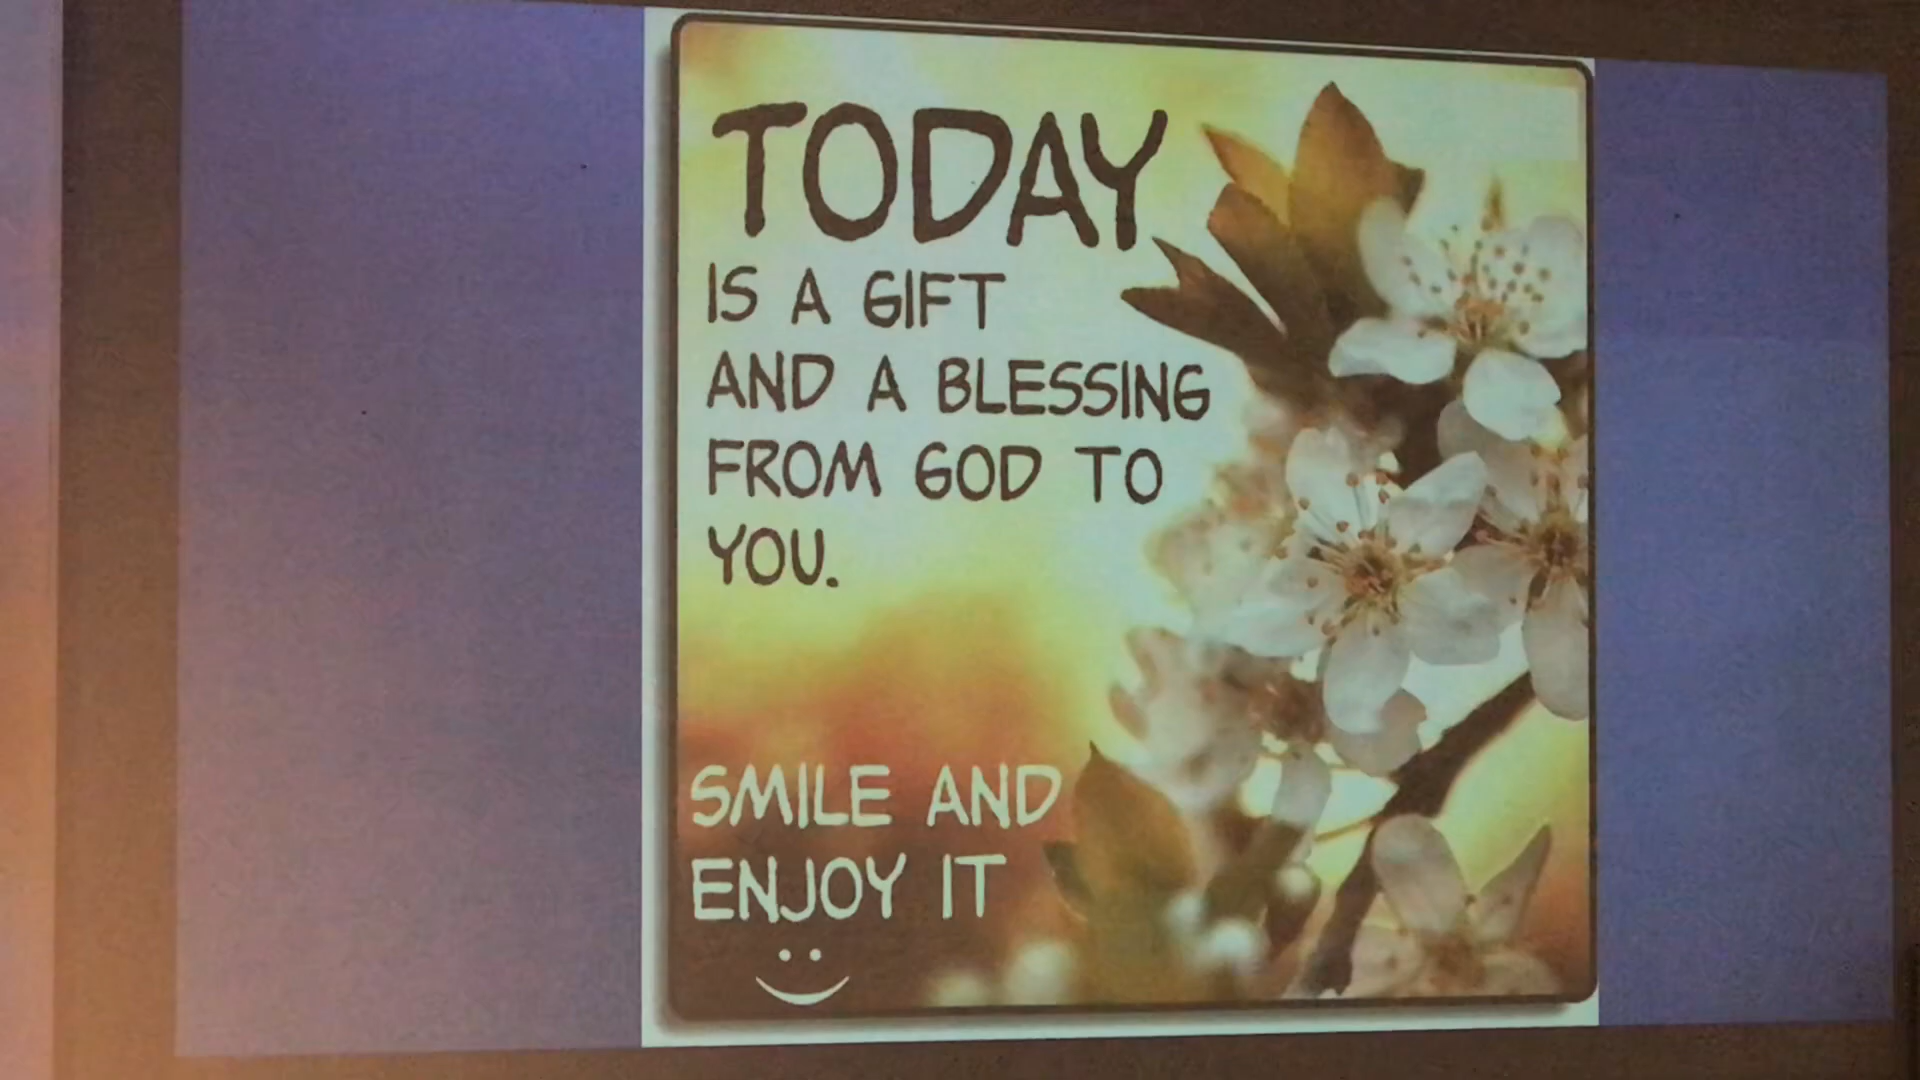 TODAY
IS A GIFT
AND A BLESSING
FROM GOD TO
YOU.
SMILE AND
ENJOY IT